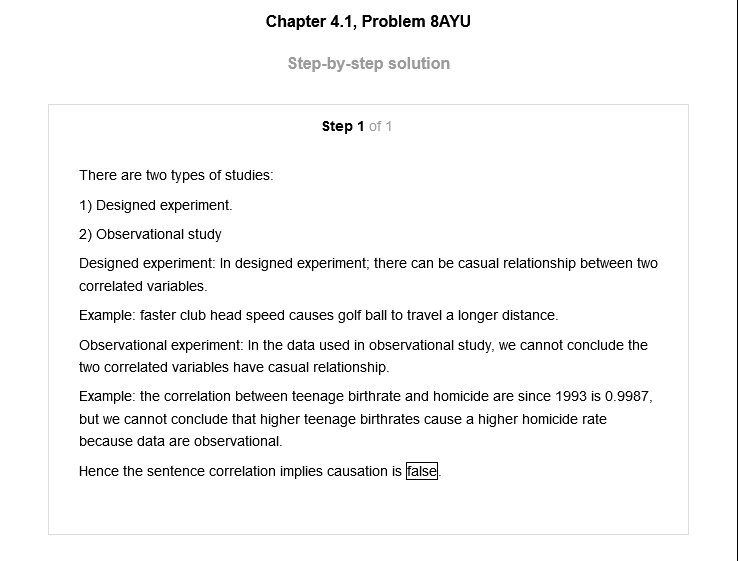 Chapter 4.1, Problem 8AYU
Step-by-step solution
Step 1 of 1
There are two types of studies:
1) Designed experiment.
2) Observational study
Designed experiment: In designed experiment; there can be casual relationship between two
correlated variables.
Example: faster club head speed causes golf ball to travel a longer distance.
Observational experiment: In the data used in observational study, we cannot conclude the
two correlated variables have casual relationship.
Example: the correlation between teenage birthrate and homicide are since 1993 is 0.9987,
but we cannot conclude that higher teenage birthrates cause a higher homicide rate
because data are observational.
Hence the sentence correlation implies causation is false.